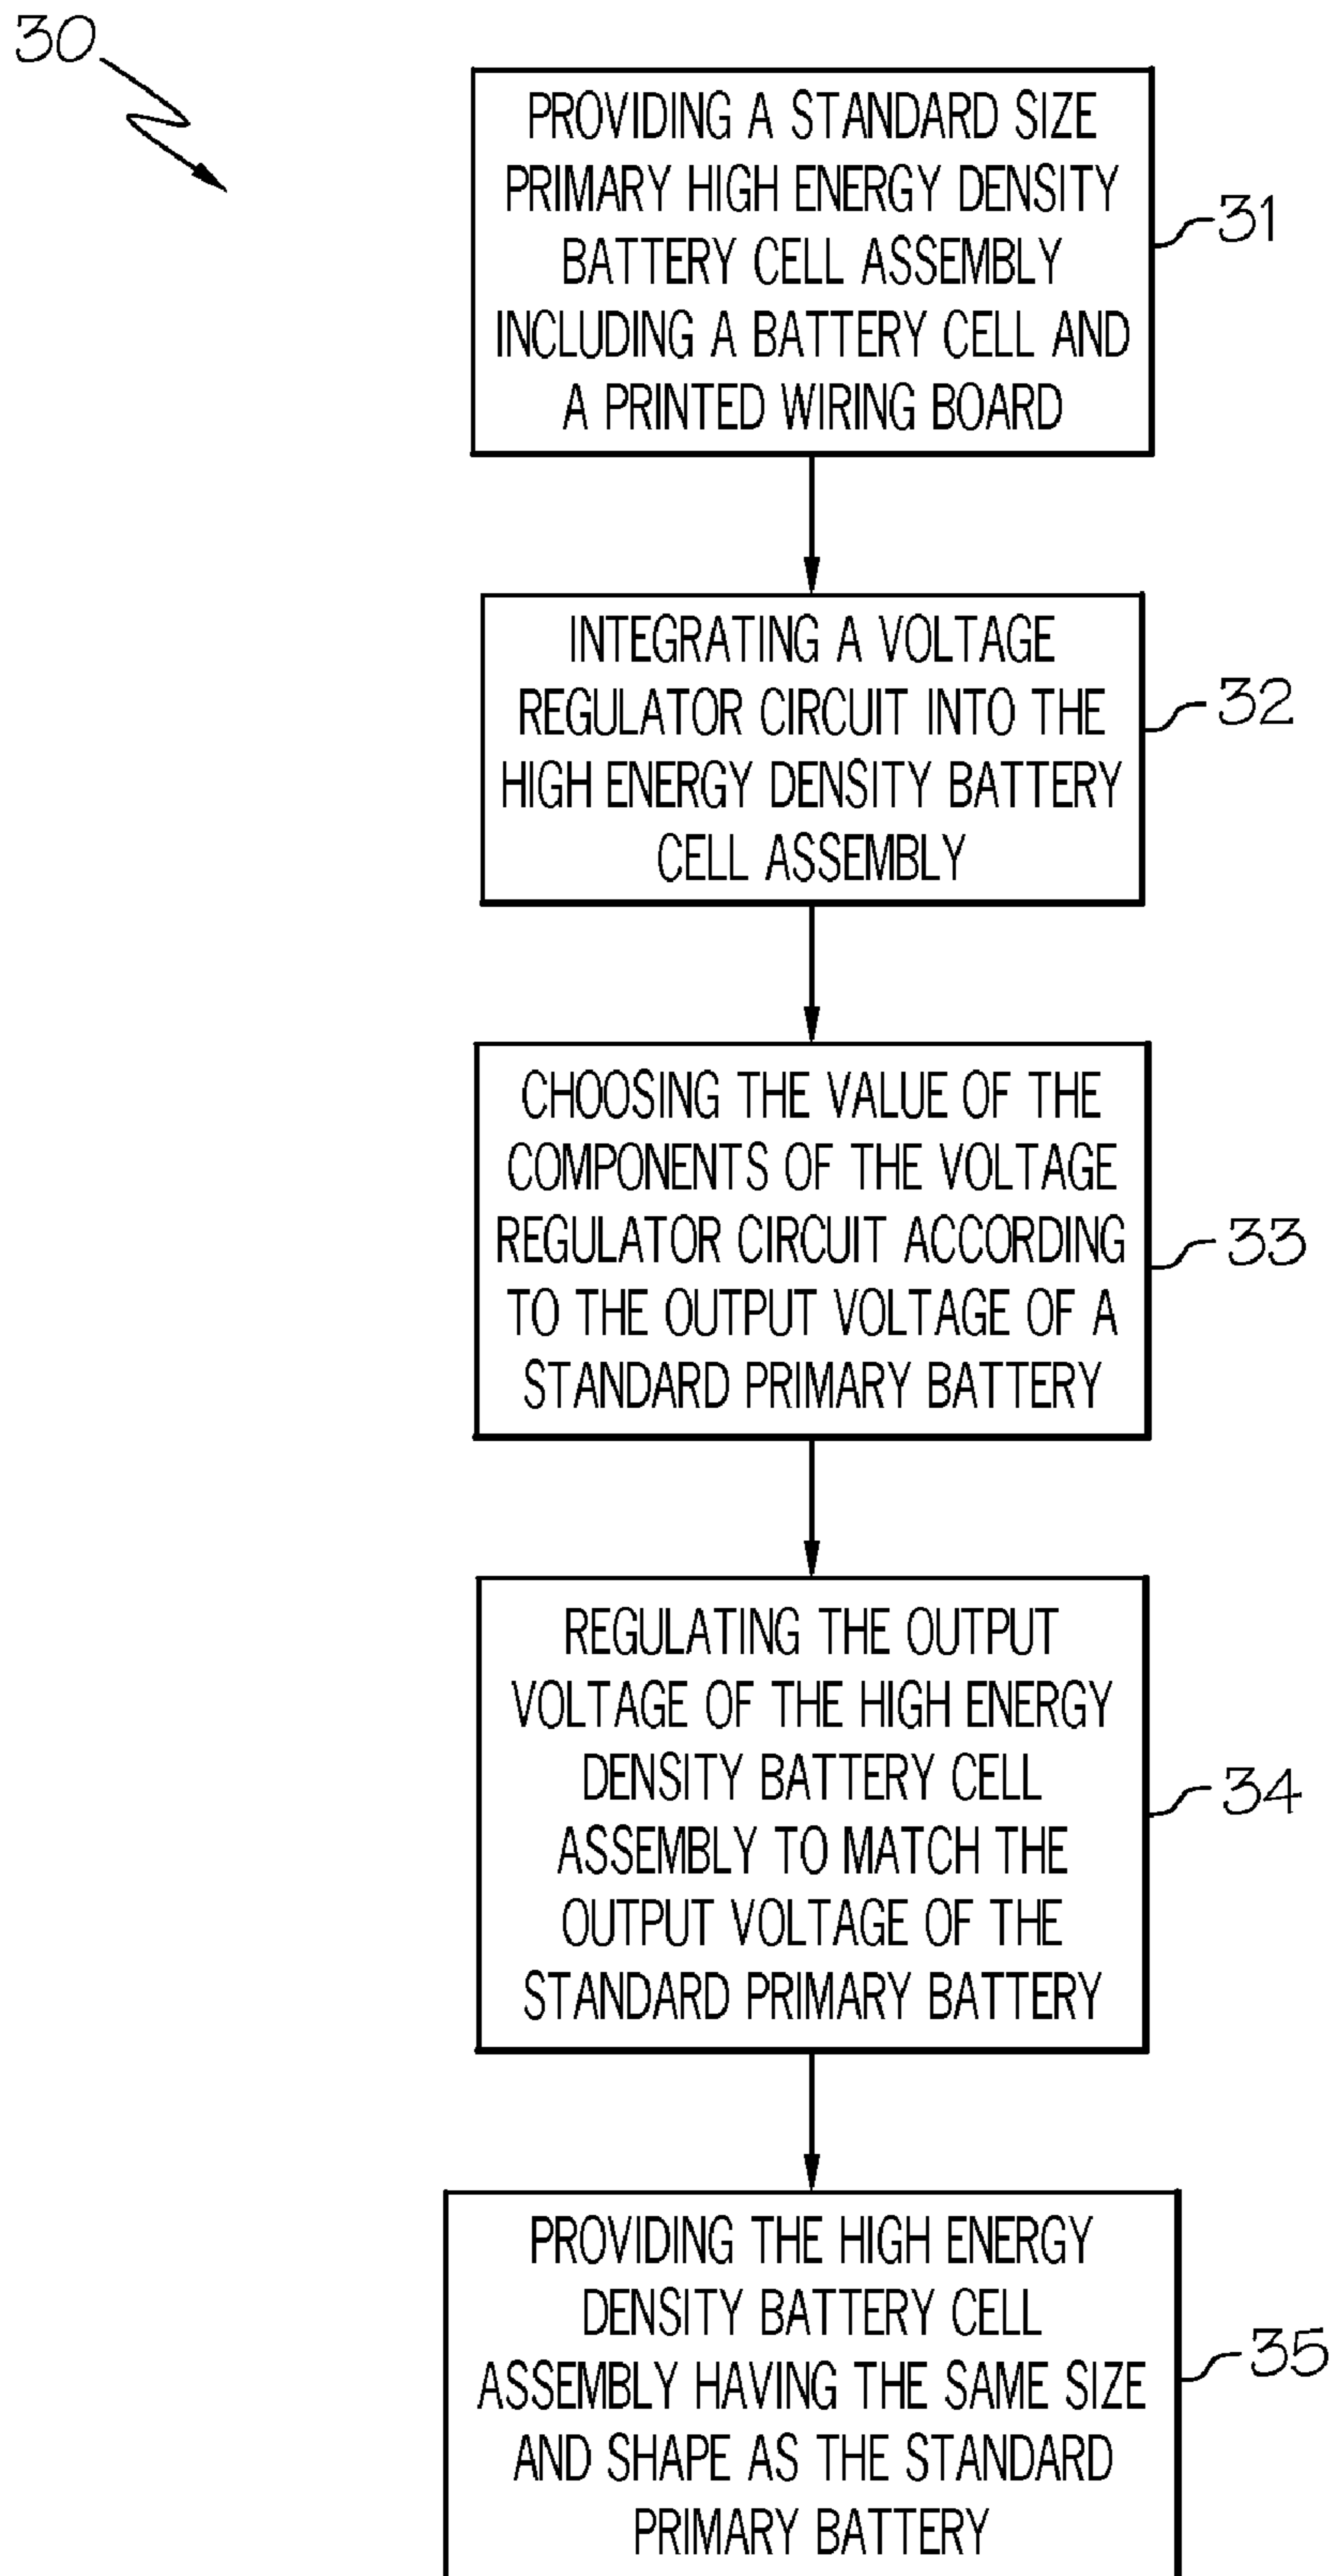 30
PROVIDING A STANDARD SIZE
PRIMARY HIGH ENERGY DENSITY
BATTERY CELL ASSEMBLY
INCLUDING A BATTERY CELL AND
A PRINTED WIRING BOARD
31
INTEGRATING A VOLTAGE
REGULATOR CIRCUIT INTO THE
HIGH ENERGY DENSITY BATTERY
CELL ASSEMBLY
32
CHOOSING THE VALUE OF THE
COMPONENTS OF THE VOLTAGE
REGULATOR CIRCUIT ACCORDING
TO THE OUTPUT VOLTAGE OF A
STANDARD PRIMARY BATTERY
33
REGULATING THE OUTPUT
VOLTAGE OF THE HIGH ENERGY
DENSITY BATTERY CELL
ASSEMBLY TO MATCH THE
OUTPUT VOLTAGE OF THE
STANDARD PRIMARY BATTERY
34
PROVIDING THE HIGH ENERGY
DENSITY BATTERY CELL
ASSEMBLY HAVING THE SAME SIZE
AND SHAPE AS THE STANDARD
PRIMARY BATTERY
35